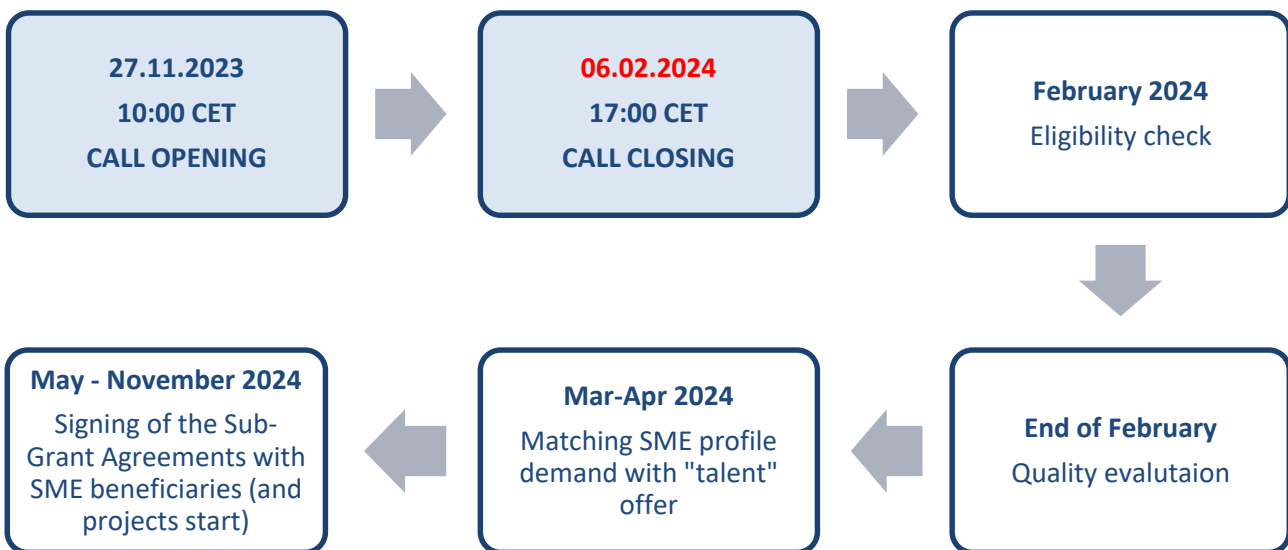 27.11.2023
10:00 CET
CALL OPENING
06.02.2024
17:00 CET
CALL CLOSING
February 2024
Eligibility check
End of February
Quality evalutaion
Mar-Apr 2024
Matching SME profile
demand with "talent"
offer
May - November 2024
Signing of the Sub-
Grant Agreements with
SME beneficiaries (and
projects start)